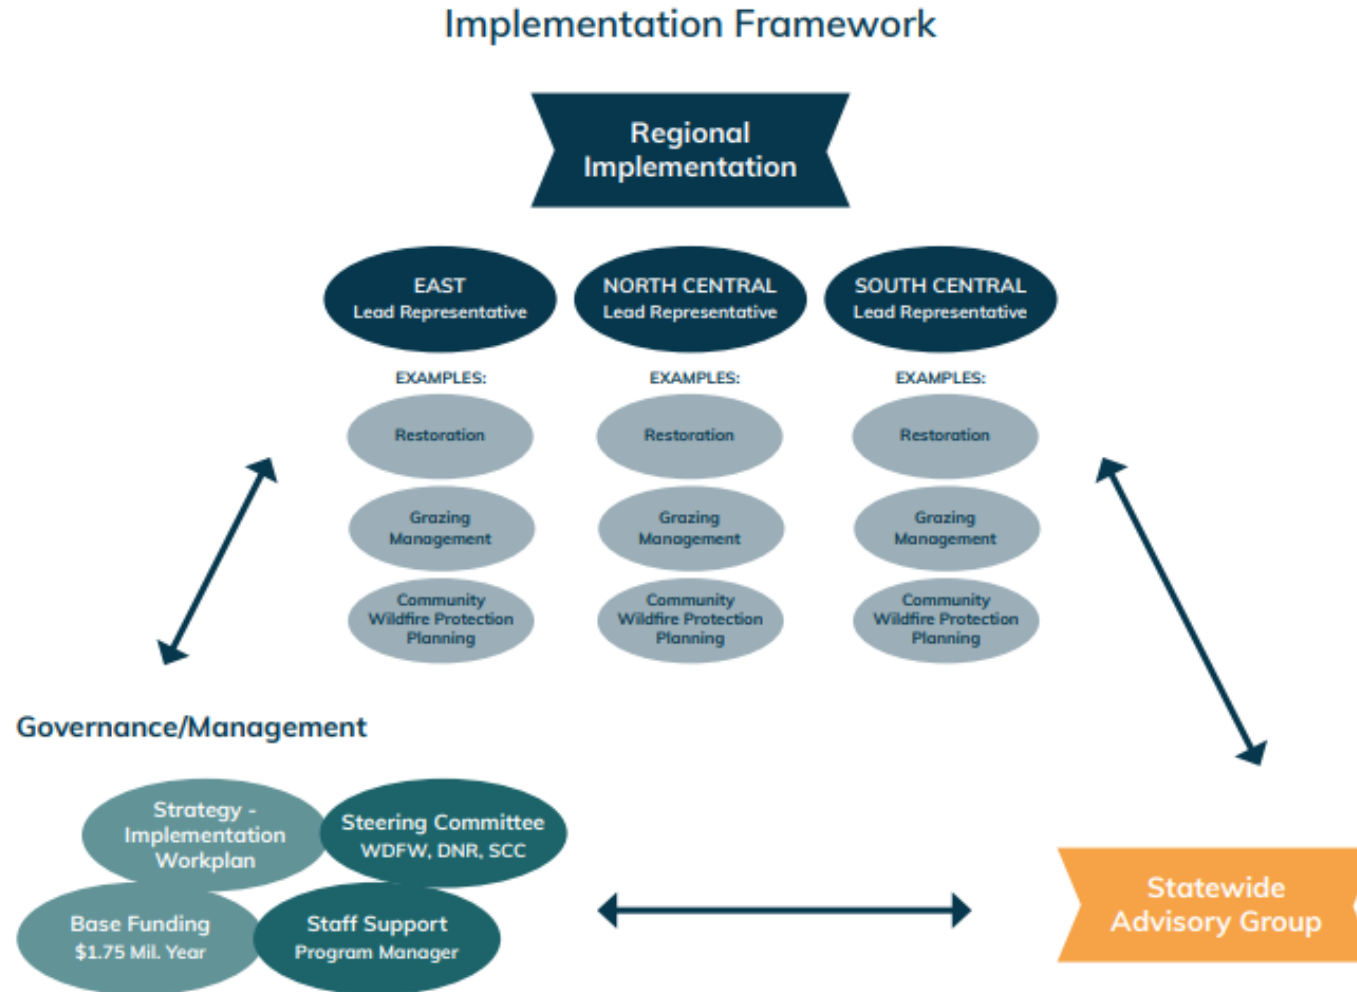 Implementation Framework
Regional
Implementation
EAST
Lead Representative
NORTH CENTRAL
Lead Representative
SOUTH CENTRAL
Lead Representative
EXAMPLES:
EXAMPLES:
EXAMPLES:
Restoration
Restoration
Restoration
Grazing
Management
Grazing
Management
Grazing
Management
Community
Wildfire Protection
Planning
Community
Wildfire Protection
Planning
Community
Wildfire Protection
Planning
Governance/Management
Strategy -
Implementation
Workplan
Steering Committee
WDFW, DNR, SCC
Base Funding
$1.75 Mil. Year
Staff Support
Program Manager
Statewide
Advisory Group